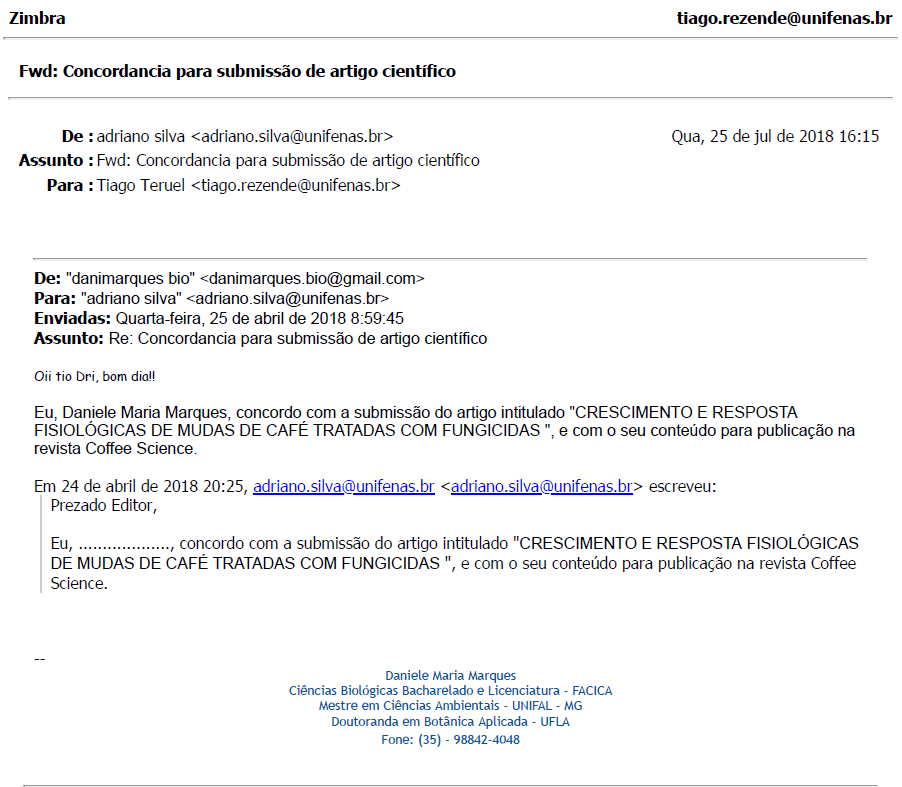 Zimbra tiago.rezende@unifenas.br
Fwd: Concordancia para submissão de artigo científico
De : adriano silva <adriano.silva@unifenas.br> Qua, 25 de jul de 2018 16:15
Assunto : Fwd: Concordancia para submissão de artigo científico
Para : Tiago Teruel <tiago.rezende@unifenas.br>
De: "danimarques bio" <danimarques.bio@gmail.com>
Para: "adriano silva" <adriano.silva@unifenas.br>
Enviadas: Quarta-feira, 25 de abril de 2018 8:59:45
Assunto: Re: Concordancia para submissão de artigo científico
Oii tio Dri, bom dia!!
Eu, Daniele Maria Marques, concordo com a submissão do artigo intitulado "CRESCIMENTO E RESPOSTA
FISIOLÓGICAS DE MUDAS DE CAFÉ TRATADAS COM FUNGICIDAS ", e com o seu conteúdo para publicação na
revista Coffee Science.
Em 24 de abril de 2018 20:25, adriano.silva@unifenas.br <adriano.silva@unifenas.br> escreveu:
Prezado Editor,
Eu, ..................., concordo com a submissão do artigo intitulado "CRESCIMENTO E RESPOSTA FISIOLÓGICAS
DE MUDAS DE CAFÉ TRATADAS COM FUNGICIDAS ", e com o seu conteúdo para publicação na revista Coffee
Science.
--
Daniele Maria Marques
Ciências Biológicas Bacharelado e Licenciatura - FACICA
Mestre em Ciências Ambientais - UNIFAL - MG
Doutoranda em Botânica Aplicada - UFLA
Fone: (35) - 98842-4048